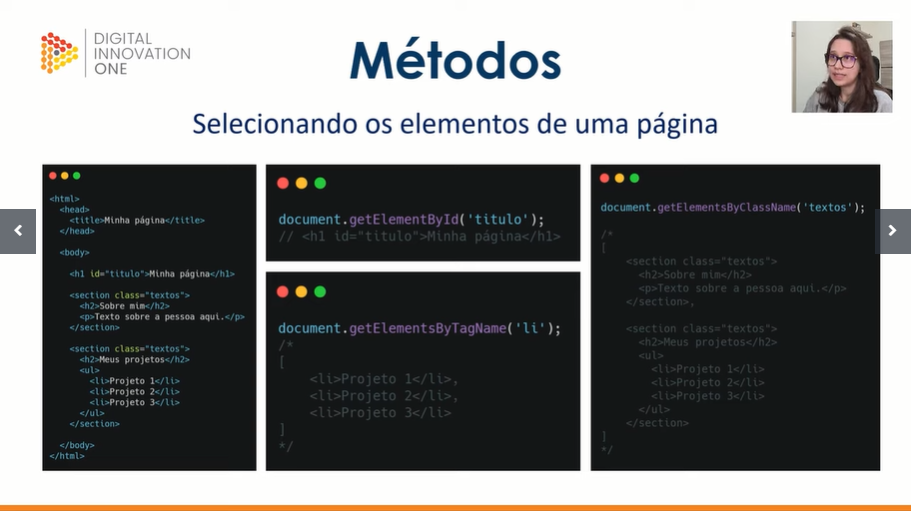 DIGITAL
INNOVATION
ONE
Métodos
Selecionando os elementos de uma página
<html>
<head>
<title>Minha página</title>
</head>
<body>
<h1 id="titulo">Minha página</h1>
<section class="textos">
<h2>Sobre mim</h2>
<p>Texto sobre a pessoa aqui.</p>
</section>
<section class="textos">
<h2>Meus projetos</h2>
<ul>
<li>Projeto 1</li>
<li>Projeto 2</li>
<li>Projeto 3</li>
</ul>
</section>
</body>
</html>
document.getElementById('titulo');
// <h1 id="titulo">Minha página</h1>
document.getElementsByTagName('li');
/*
[
<li>Projeto 1</li>,
<li>Projeto 2</li>,
<li>Projeto 3</li>
]
*/
document.getElementsByClassName('textos');
/*
[
<section class="textos">
<h2>Sobre mim</h2>
<p>Texto sobre a pessoa aqui.</p>
</section>,
<section class="textos">
<h2>Meus projetos</h2>
<ul>
<li>Projeto 1</li>
<li>Projeto 2</li>
<li>Projeto 3</li>
</ul>
</section>
]
*/